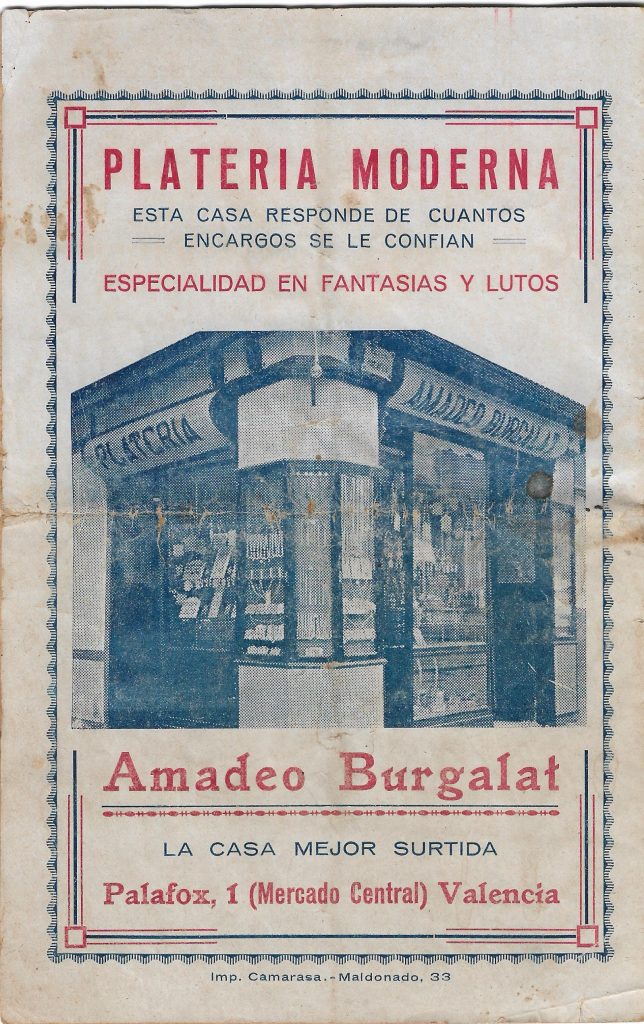 PLATERIA MODERNA
ESTA CASA RESPONDE DE CUANTOS
ENCARGOS SE LE CONFIAN
ESPECIALIDAD EN FANTASIAS Y LUTOS
PLATERIA
AMADEO BURGALAT
Amadeo Burgalat
LA CASA MEJOR SURTIDA
Palafox, 1 (Mercado Central) Valencia
Imp. Camarasa.-Maldonado, 33